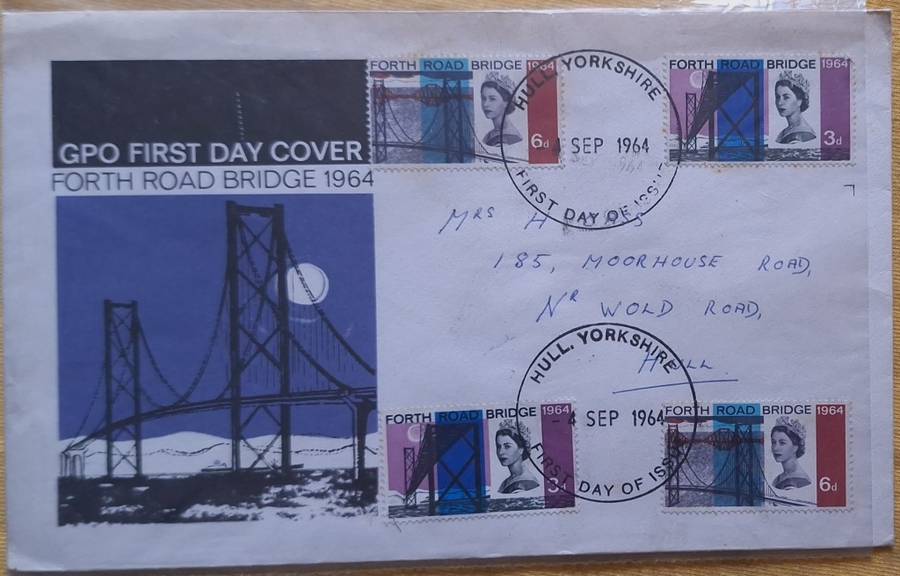 FORTH ROAD BRIDGE 1964
6d
FORTH ROAD BRIDGE 1964
3d
HULL. YORKSHIRE
SEP 1964
FIRST DAY OF ISSUE
GPO FIRST DAY COVER
FORTH ROAD BRIDGE 1964
MRS H
185, MOORHOUSE ROAD,
NR WOLD ROAD,
HULL
HULL. YORKSHIRE
- 4 SEP 1964
FIRST DAY OF ISSUE
FORTH ROAD BRIDGE 1964
3d
FORTH ROAD BRIDGE 1964
6d